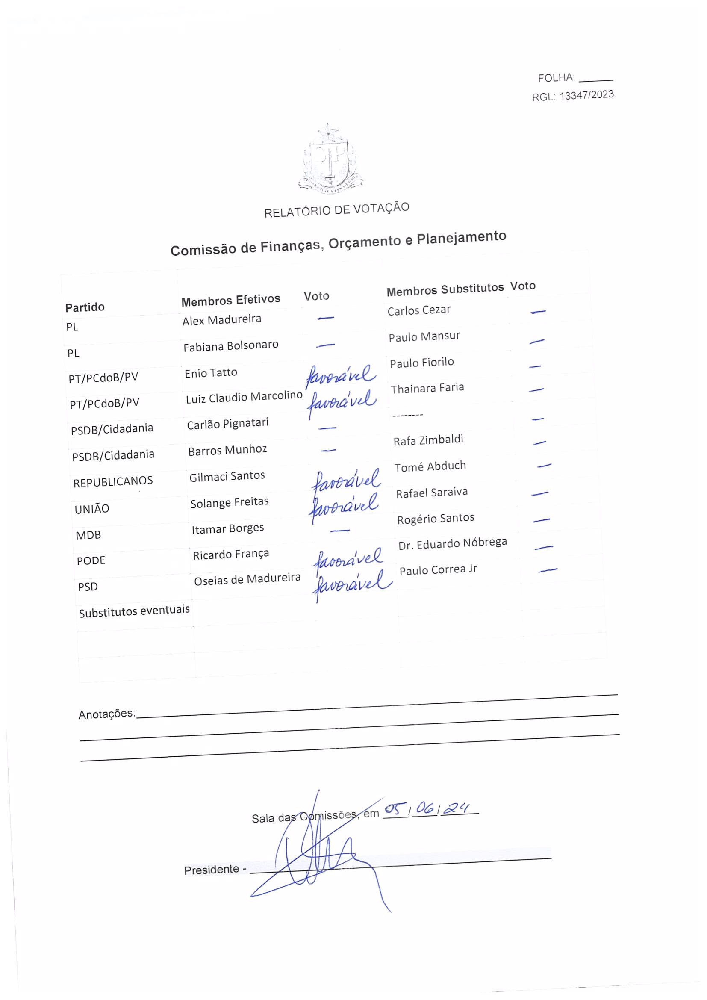 FOLHA: ______
RGL: 13347/2023
RELATÓRIO DE VOTAÇÃO
Comissão de Finanças, Orçamento e Planejamento
Partido Membros Efetivos Voto Membros Substitutos Voto
PL Alex Madureira — Carlos Cezar —
PL Fabiana Bolsonaro — Paulo Mansur —
PT/PCdoB/PV Enio Tatto favorável Paulo Fiorilo —
PT/PCdoB/PV Luiz Claudio Marcolino favorável Thainara Faria —
PSDB/Cidadania Carlão Pignatari — -------- —
PSDB/Cidadania Barros Munhoz — Rafa Zimbaldi —
REPUBLICANOS Gilmaci Santos favorável Tomé Abduch —
UNIÃO Solange Freitas favorável Rafael Saraiva —
MDB Itamar Borges — Rogério Santos —
PODE Ricardo França favorável Dr. Eduardo Nóbrega —
PSD Oseias de Madureira favorável Paulo Correa Jr —
Substitutos eventuais
Anotações:
Sala das Comissões, em 05/06/24
Presidente -